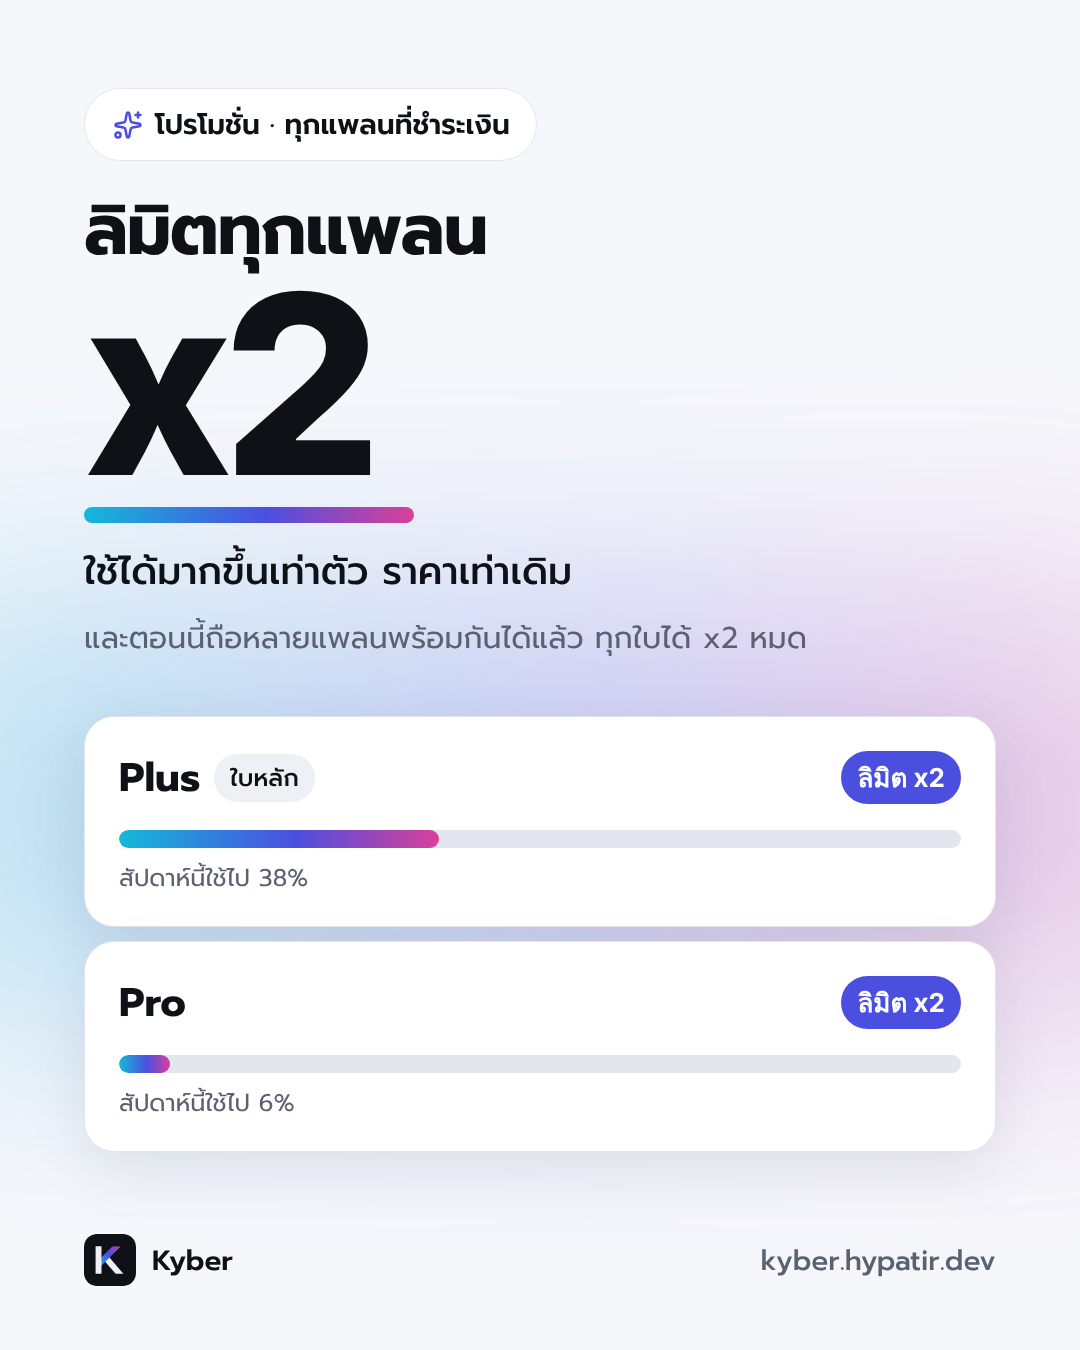 โปรโมชั่น · ทุกแพลนที่ชำระเงิน
ลิมิตทุกแพลน
x2
ใช้ได้มากขึ้นเท่าตัว ราคาเท่าเดิม
และตอนนี้ถือหลายแพลนพร้อมกันได้แล้ว ทุกใบได้ x2 หมด
Plus ใบหลัก ลิมิต x2
สัปดาห์นี้ใช้ไป 38%
Pro ลิมิต x2
สัปดาห์นี้ใช้ไป 6%
K Kyber kyber.hypatir.dev